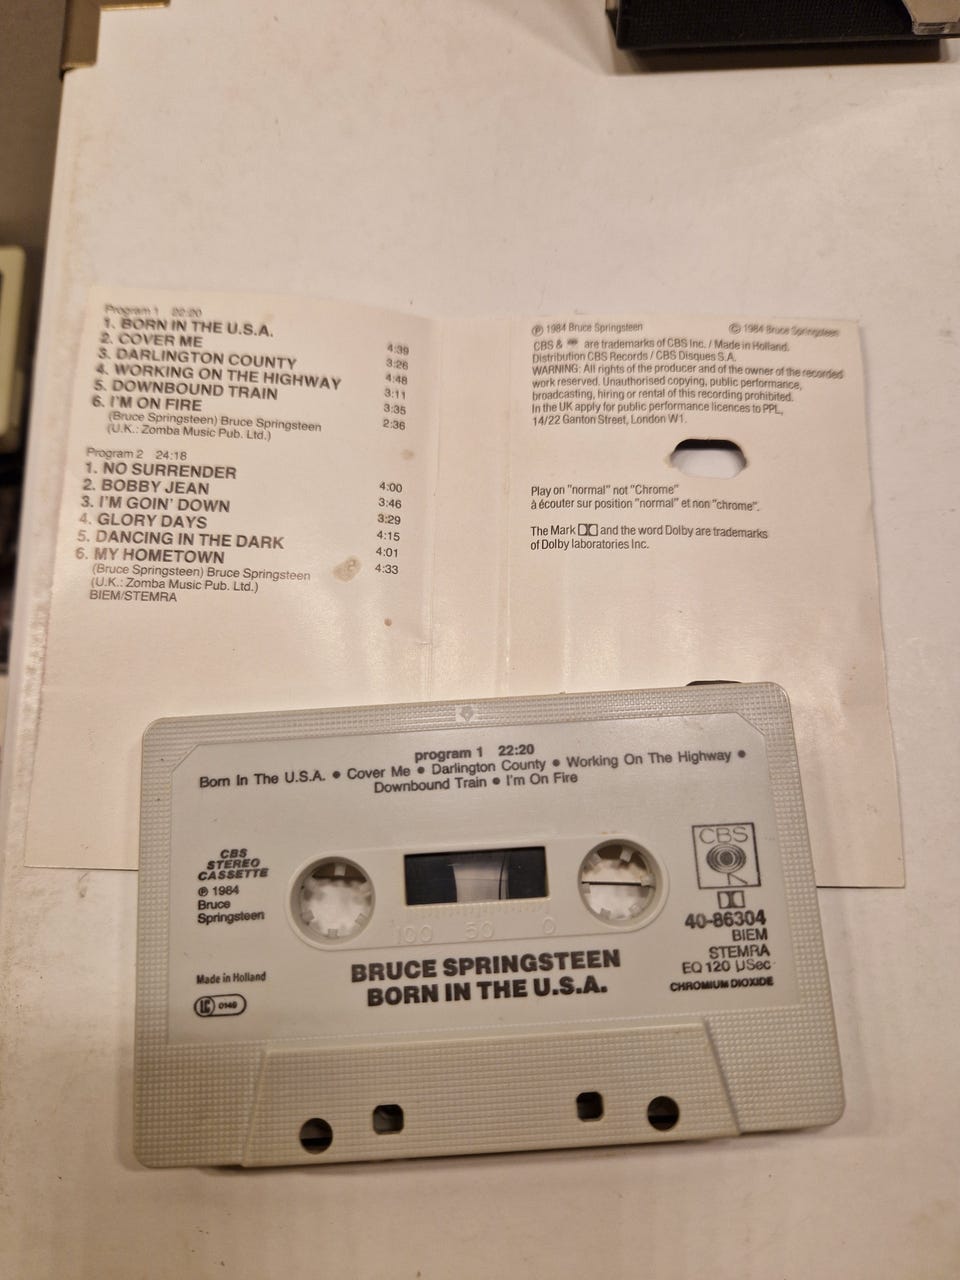 Program 1 22:20
1. BORN IN THE U.S.A. 4:39
2. COVER ME 3:26
3. DARLINGTON COUNTY 4:48
4. WORKING ON THE HIGHWAY 3:11
5. DOWNBOUND TRAIN 3:35
6. I'M ON FIRE 2:36
(Bruce Springsteen) Bruce Springsteen
(U.K.: Zomba Music Pub. Ltd.)
Program 2 24:18
1. NO SURRENDER 4:00
2. BOBBY JEAN 3:46
3. I'M GOIN' DOWN 3:29
4. GLORY DAYS 4:15
5. DANCING IN THE DARK 4:01
6. MY HOMETOWN 4:33
(Bruce Springsteen) Bruce Springsteen
(U.K.: Zomba Music Pub. Ltd.)
BIEM/STEMRA
℗ 1984 Bruce Springsteen © 1984 Bruce Springsteen
CBS & are trademarks of CBS Inc. / Made in Holland.
Distribution CBS Records / CBS Disques S.A.
WARNING: All rights of the producer and of the owner of the recorded
work reserved. Unauthorised copying, public performance,
broadcasting, hiring or rental of this recording prohibited.
In the UK apply for public performance licences to PPL,
14/22 Ganton Street, London W1.
Play on "normal" not "Chrome"
à écouter sur position "normal" et non "chrome".
The Mark and the word Dolby are trademarks
of Dolby laboratories Inc.
program 1 22:20
Born In The U.S.A. • Cover Me • Darlington County • Working On The Highway •
Downbound Train • I'm On Fire
CBS
STEREO
CASSETTE
℗ 1984
Bruce
Springsteen
Made in Holland
LC 0149
100 50 0
BRUCE SPRINGSTEEN
BORN IN THE U.S.A.
CBS
40-86304
BIEM
STEMRA
EQ 120 µSec
CHROMIUM DIOXIDE